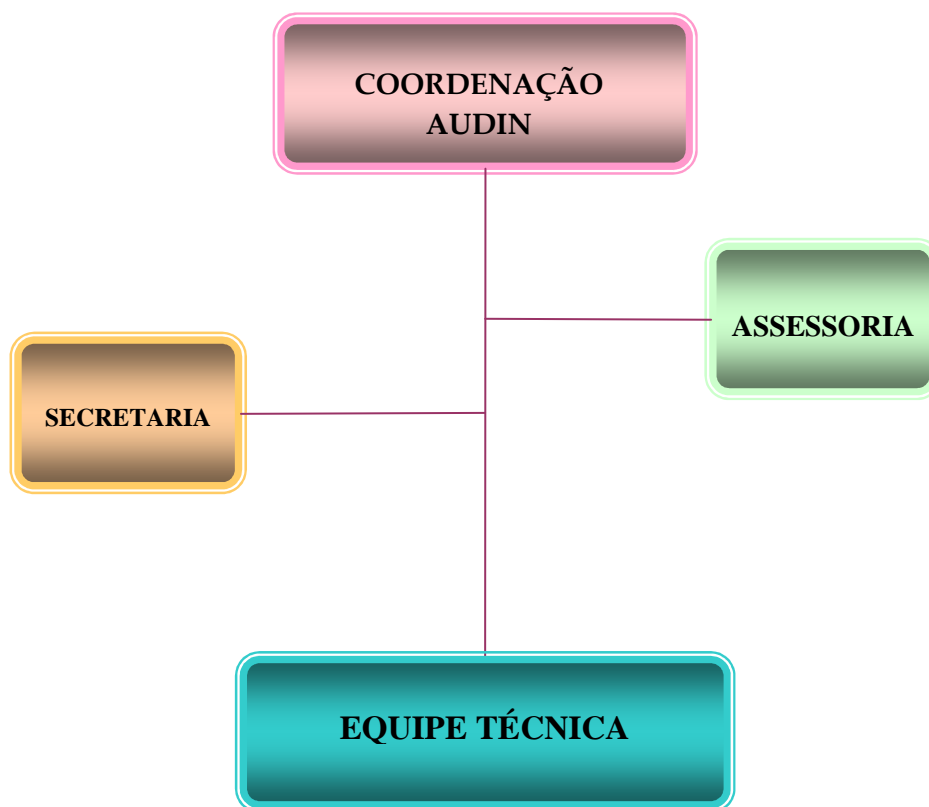 COORDENAÇÃO
AUDIN
ASSESSORIA
SECRETARIA
EQUIPE TÉCNICA